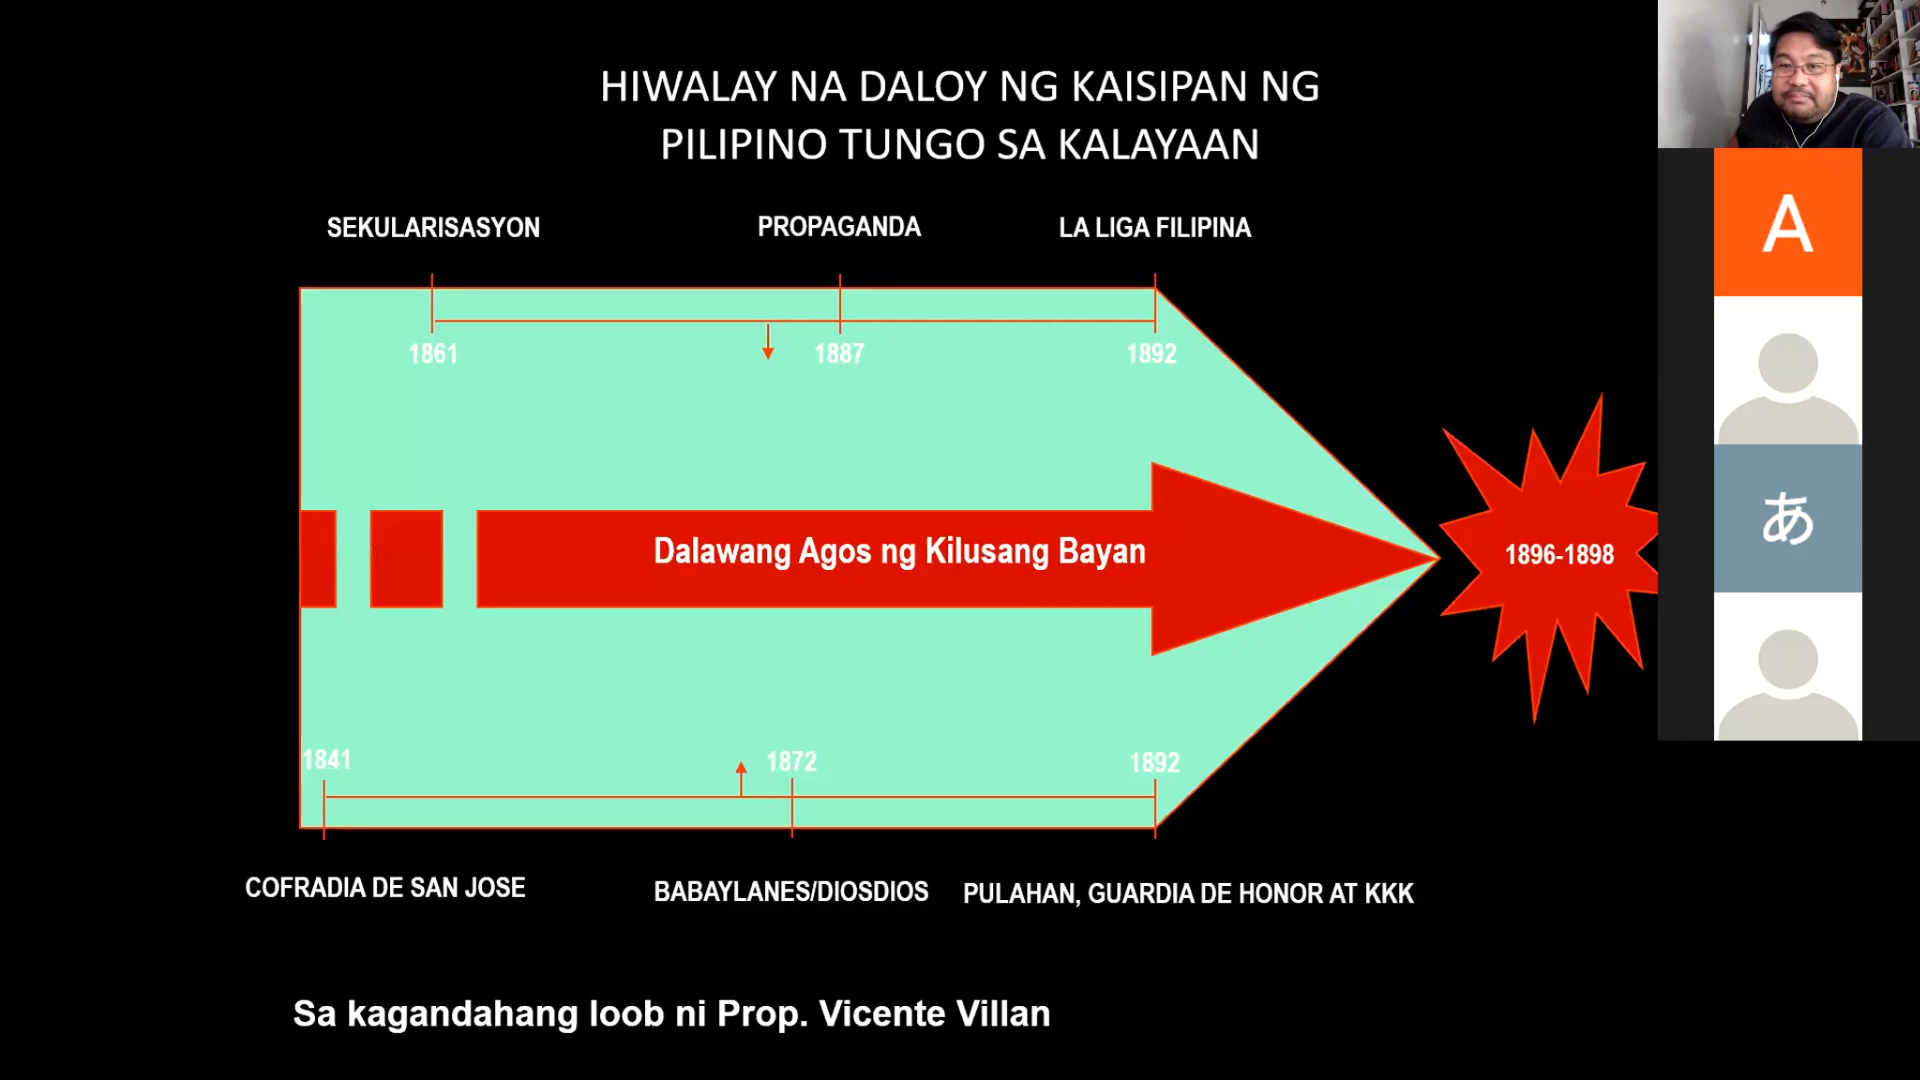 HIWALAY NA DALOY NG KAISIPAN NG
PILIPINO TUNGO SA KALAYAAN
SEKULARISASYON
PROPAGANDA
LA LIGA FILIPINA
1861
1887
1892
Dalawang Agos ng Kilusang Bayan
1896-1898
1841
1872
1892
COFRADIA DE SAN JOSE
BABAYLANES/DIOSDIOS
PULAHAN, GUARDIA DE HONOR AT KKK
Sa kagandahang loob ni Prop. Vicente Villan
A
あ